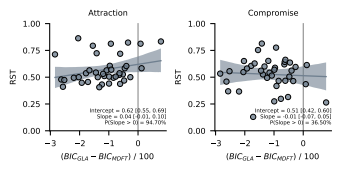 Attraction
Compromise
1.00
0.75
0.50
0.25
0.00
RST
Intercept = 0.62 [0.55, 0.69]
Slope = 0.04 [-0.01, 0.10]
P(Slope > 0) = 94.70%
−3
−2
−1
0
1
(BIC_GLA − BIC_MDFT) / 100
1.00
0.75
0.50
0.25
0.00
RST
Intercept = 0.51 [0.42, 0.60]
Slope = -0.01 [-0.07, 0.05]
P(Slope > 0) = 36.50%
−3
−2
−1
0
1
(BIC_GLA − BIC_MDFT) / 100